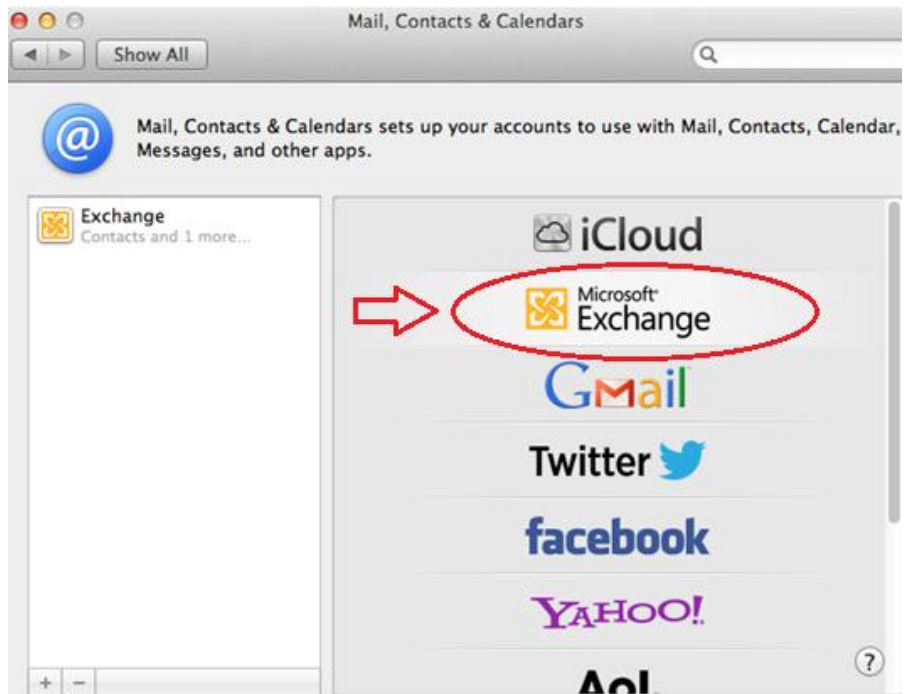 Mail, Contacts & Calendars
Show All
Mail, Contacts & Calendars sets up your accounts to use with Mail, Contacts, Calendar,
Messages, and other apps.
Exchange
Contacts and 1 more...
iCloud
Microsoft
Exchange
Gmail
Twitter
facebook
YAHOO!
Aol.
?
+ -